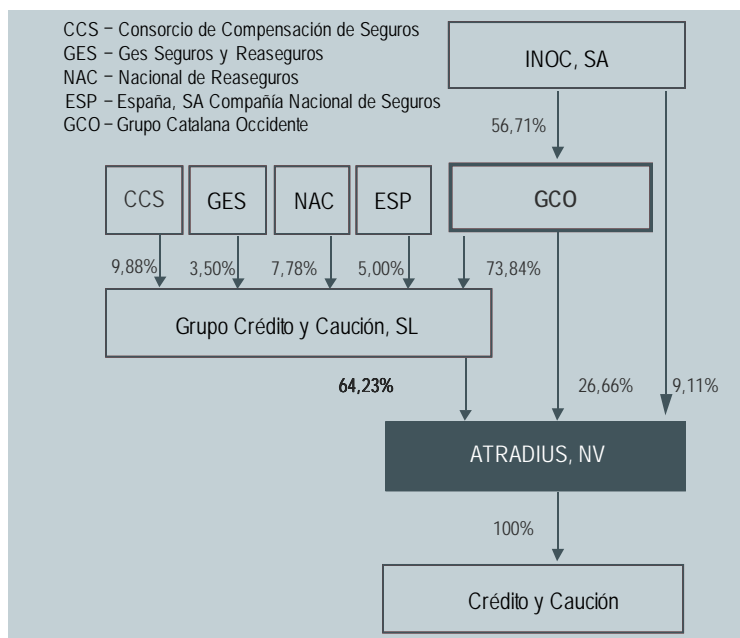 CCS – Consorcio de Compensación de Seguros
GES – Ges Seguros y Reaseguros
NAC – Nacional de Reaseguros
ESP – España, SA Compañía Nacional de Seguros
GCO – Grupo Catalana Occidente
INOC, SA
56,71%
CCS GES NAC ESP GCO
9,88% 3,50% 7,78% 5,00% 73,84%
Grupo Crédito y Caución, SL
64,23% 26,66% 9,11%
ATRADIUS, NV
100%
Crédito y Caución